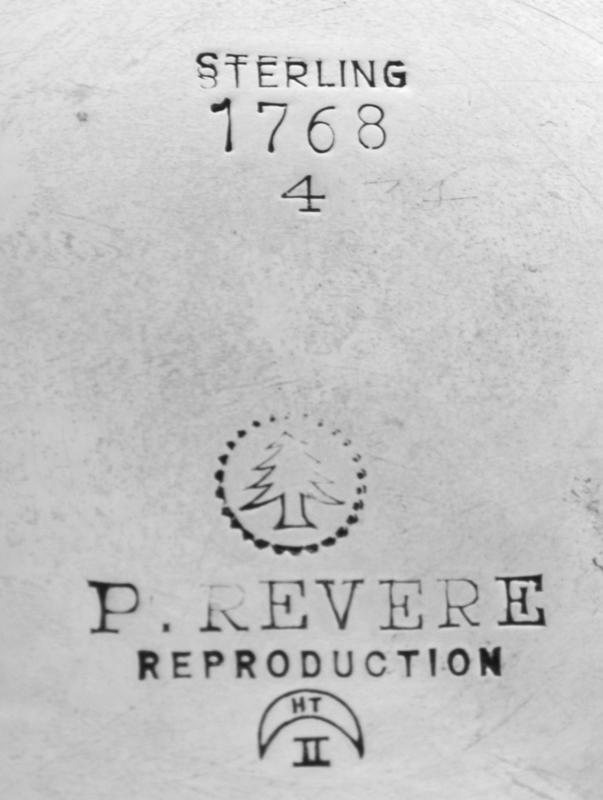 STERLING
1768
4
P. REVERE
REPRODUCTION
HT
II